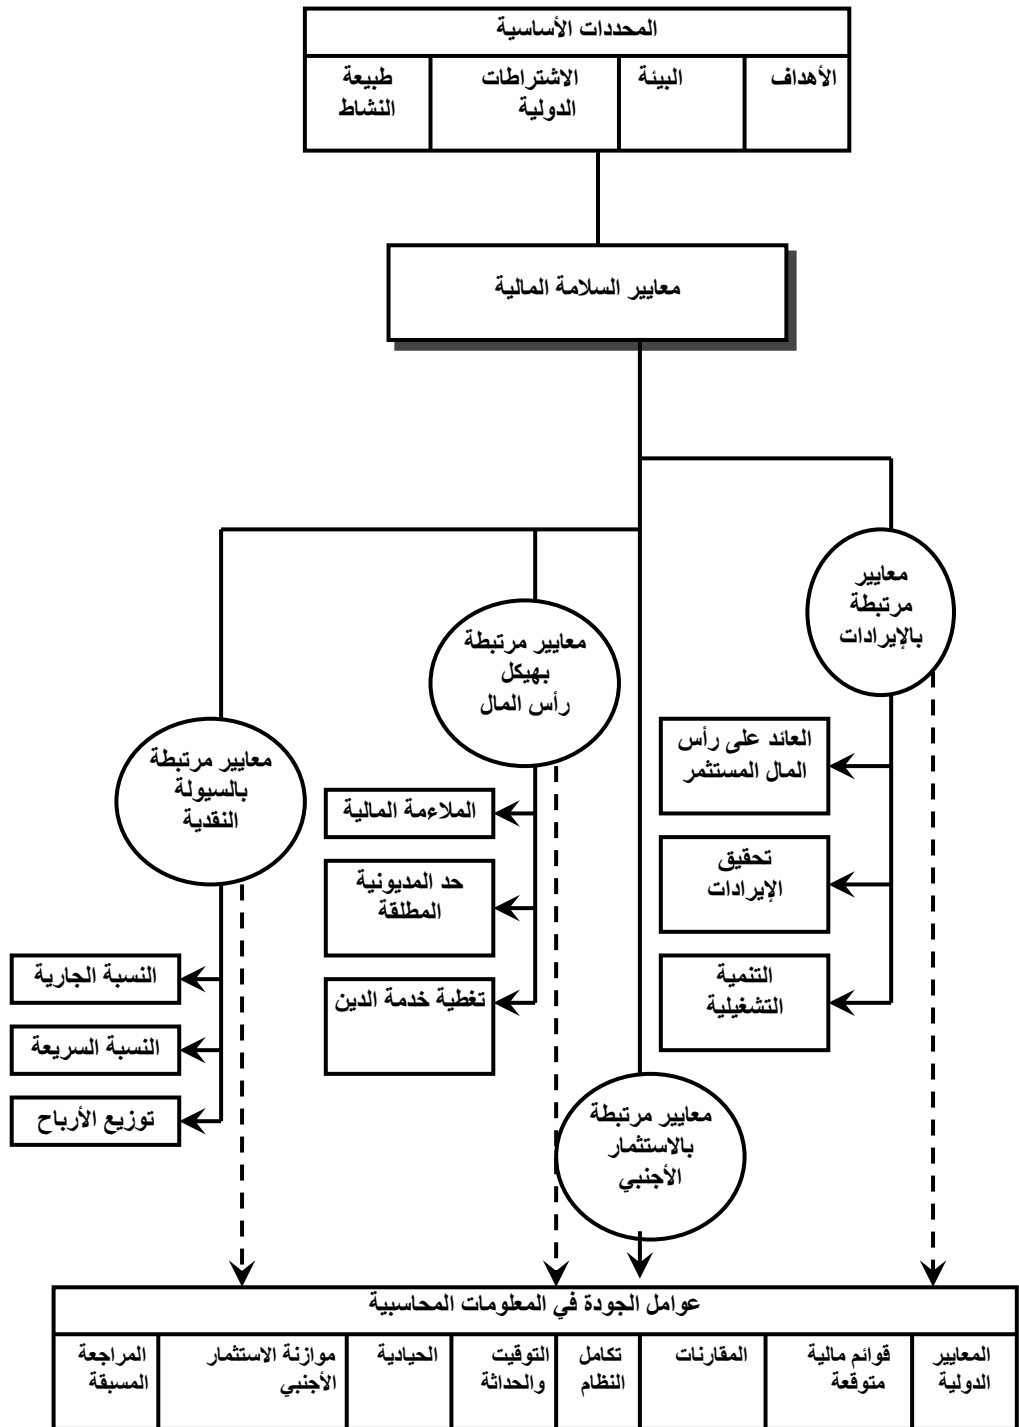 المحددات الأساسية
الأهداف
البيئة
الاشتراطات
الدولية
طبيعة
النشاط
معايير السلامة المالية
معايير
مرتبطة
بالإيرادات
العائد على رأس
المال المستثمر
تحقيق
الإيرادات
التنمية
التشغيلية
معايير مرتبطة
بهيكل
رأس المال
الملاءمة المالية
حد المديونية
المطلقة
تغطية خدمة الدين
معايير مرتبطة
بالسيولة
النقدية
النسبة الجارية
النسبة السريعة
توزيع الأرباح
معايير مرتبطة
بالاستثمار
الأجنبي
عوامل الجودة في المعلومات المحاسبية
المعايير
الدولية
قوائم مالية
متوقعة
المقارنات
تكامل
النظام
التوقيت
والحداثة
الحيادية
موازنة الاستثمار
الأجنبي
المراجعة
المسبقة